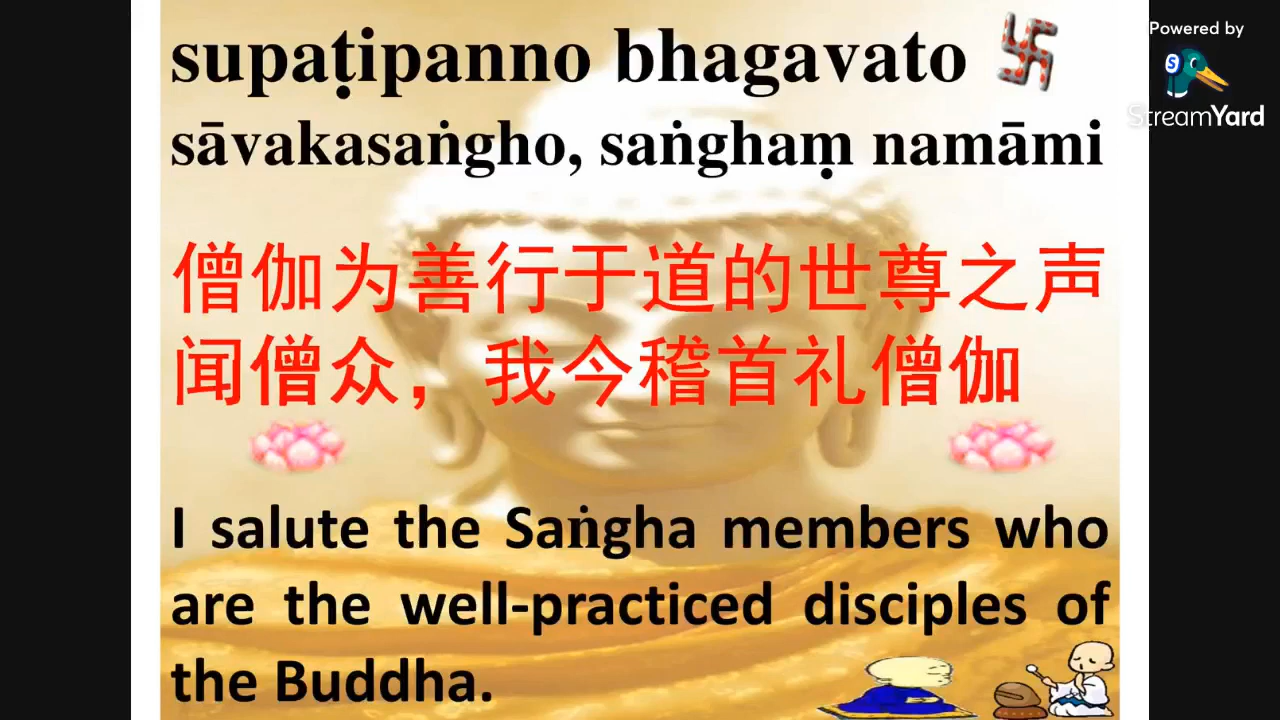 supaṭipanno bhagavato 卐
Powered by
StreamYard
sāvakasaṅgho, saṅghaṃ namāmi
僧伽为善行于道的世尊之声
闻僧众，我今稽首礼僧伽
I salute the Saṅgha members who
are the well-practiced disciples of
the Buddha.